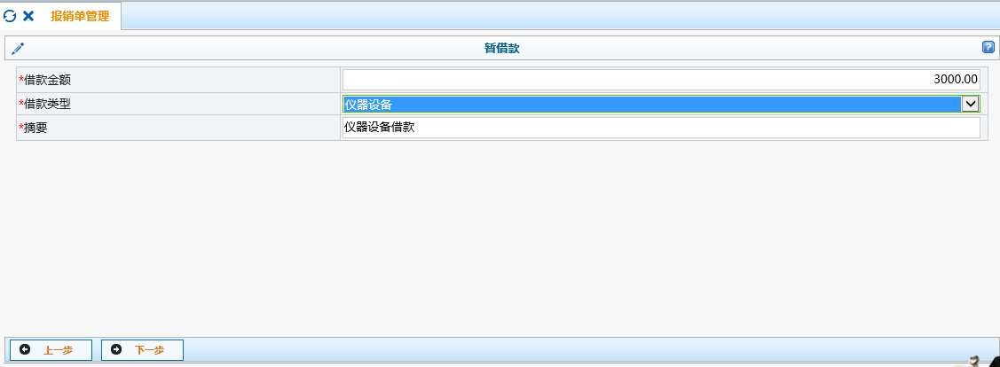 报销单管理
暂借款
*借款金额 3000.00
*借款类型 仪器设备
*摘要 仪器设备借款
上一步 下一步